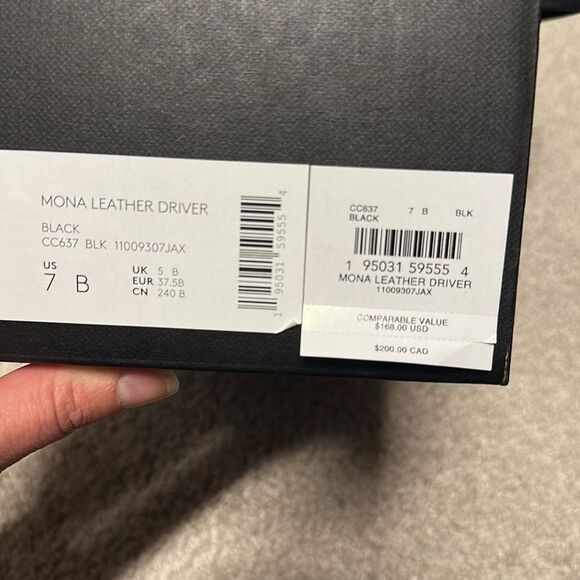 MONA LEATHER DRIVER
BLACK
CC637 BLK 11009307JAX
US
7 B
UK 5 B
EUR 37.5B
CN 240 B
1 95031 59555 4
CC637 7 B BLK
BLACK
1 95031 59555 4
MONA LEATHER DRIVER
11009307JAX
COMPARABLE VALUE
$168.00 USD
$200.00 CAD